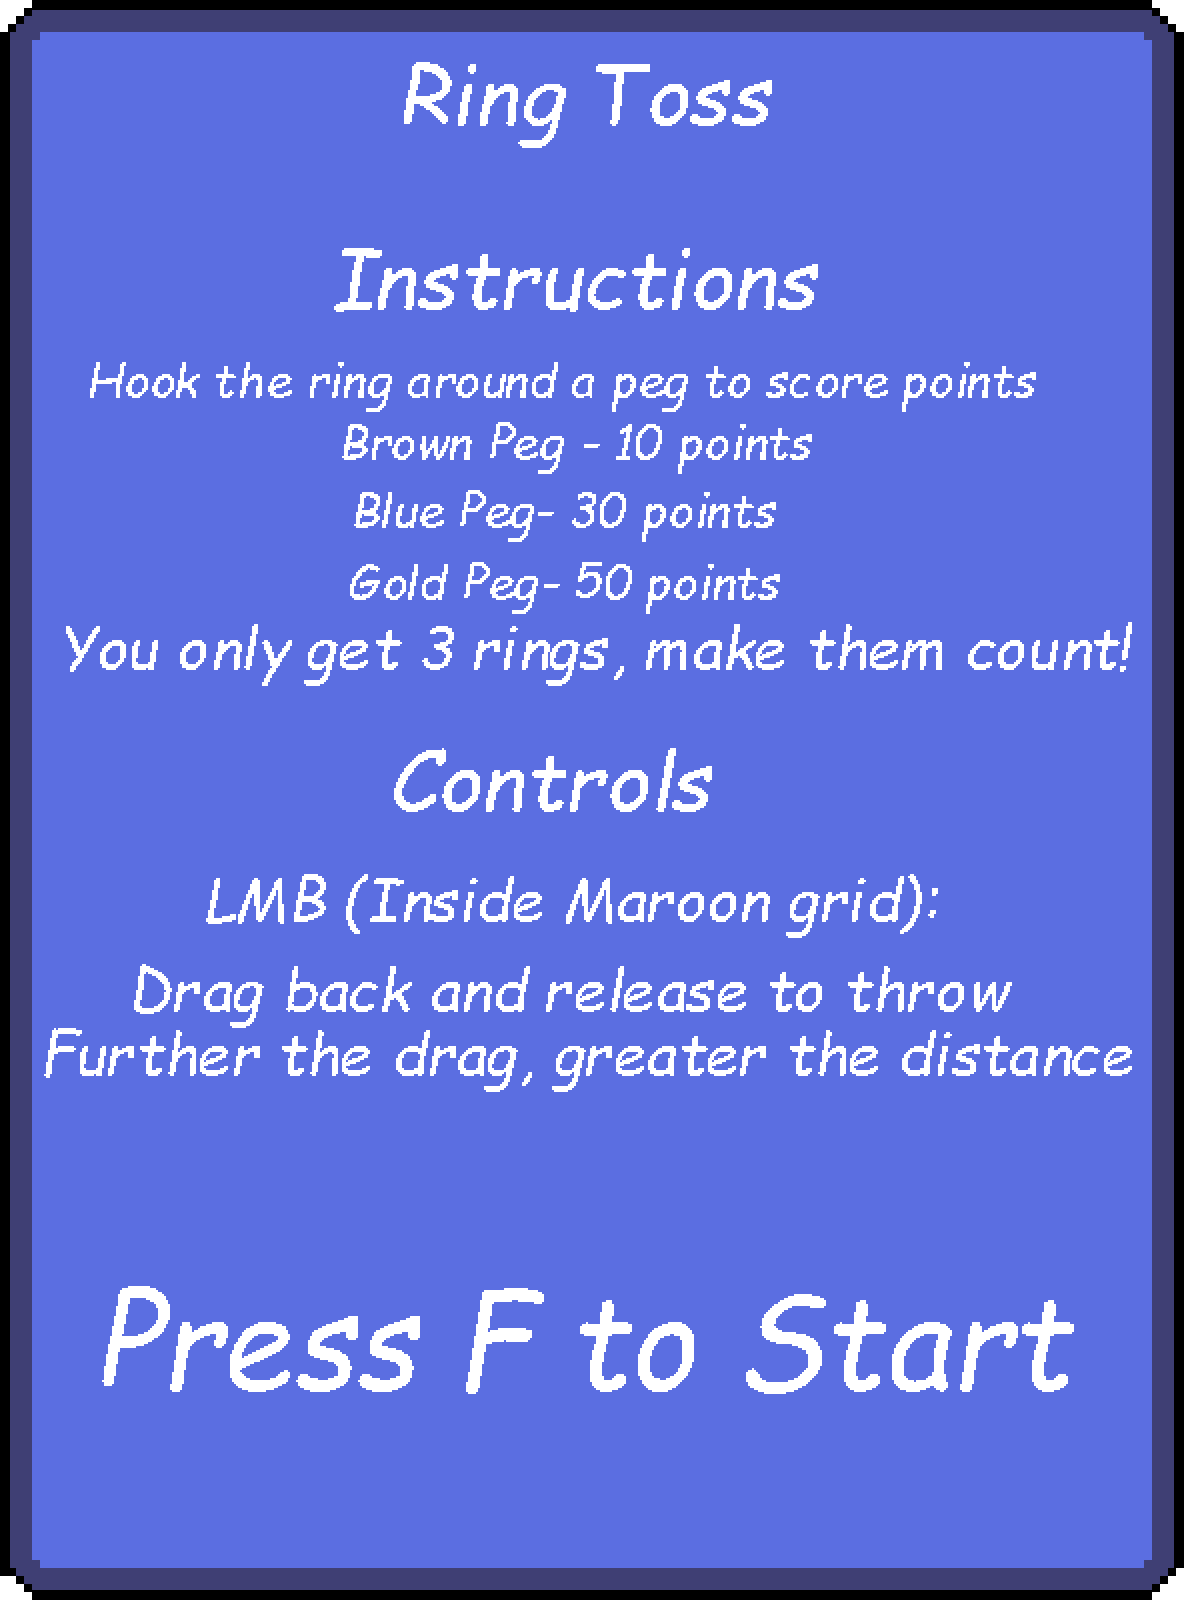 Ring Toss
Instructions
Hook the ring around a peg to score points
Brown Peg - 10 points
Blue Peg- 30 points
Gold Peg- 50 points
You only get 3 rings, make them count!
Controls
LMB (Inside Maroon grid):
Drag back and release to throw
Further the drag, greater the distance
Press F to Start